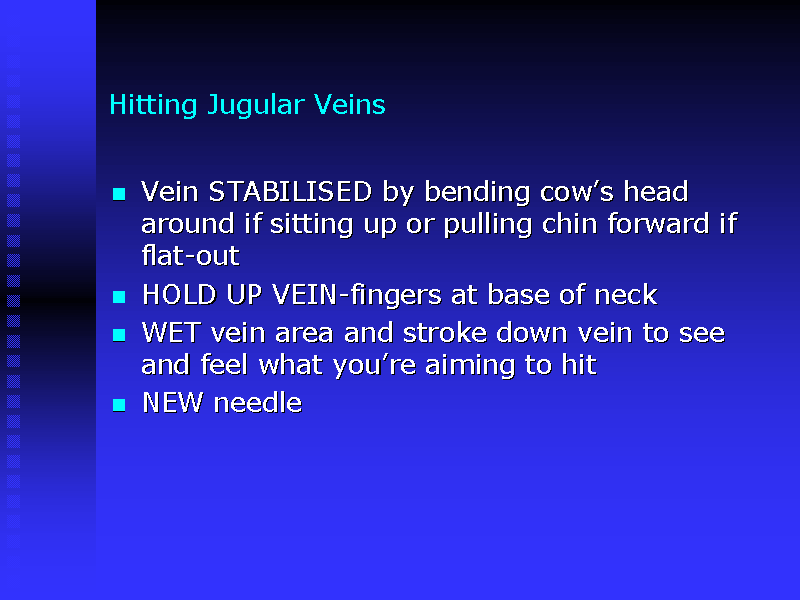 Hitting Jugular Veins
Vein STABILISED by bending cow’s head
around if sitting up or pulling chin forward if
flat-out
HOLD UP VEIN-fingers at base of neck
WET vein area and stroke down vein to see
and feel what you’re aiming to hit
NEW needle